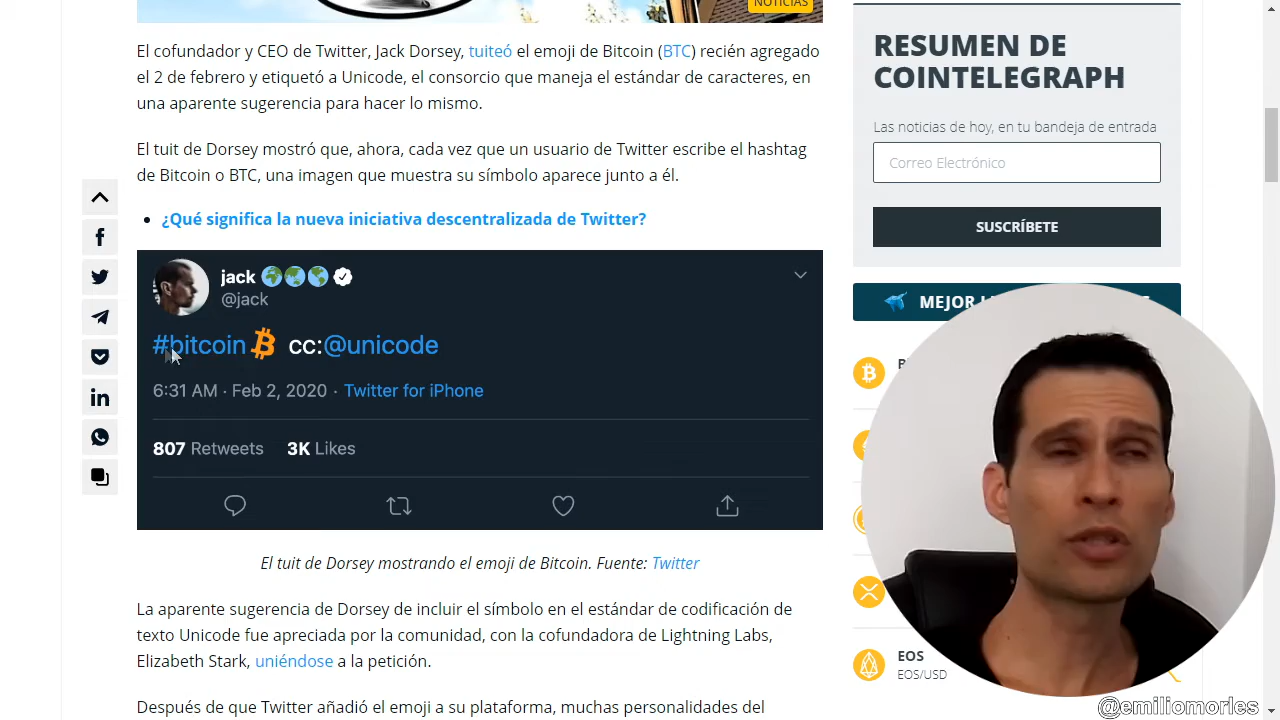 NOTICIAS
El cofundador y CEO de Twitter, Jack Dorsey, tuiteó el emoji de Bitcoin (BTC) recién agregado
el 2 de febrero y etiquetó a Unicode, el consorcio que maneja el estándar de caracteres, en
una aparente sugerencia para hacer lo mismo.
El tuit de Dorsey mostró que, ahora, cada vez que un usuario de Twitter escribe el hashtag
de Bitcoin o BTC, una imagen que muestra su símbolo aparece junto a él.
¿Qué significa la nueva iniciativa descentralizada de Twitter?
jack
@jack
#bitcoin cc:@unicode
6:31 AM · Feb 2, 2020 · Twitter for iPhone
807 Retweets 3K Likes
El tuit de Dorsey mostrando el emoji de Bitcoin. Fuente: Twitter
La aparente sugerencia de Dorsey de incluir el símbolo en el estándar de codificación de
texto Unicode fue apreciada por la comunidad, con la cofundadora de Lightning Labs,
Elizabeth Stark, uniéndose a la petición.
Después de que Twitter añadió el emoji a su plataforma, muchas personalidades del
RESUMEN DE
COINTELEGRAPH
Las noticias de hoy, en tu bandeja de entrada
Correo Electrónico
SUSCRÍBETE
MEJOR
EOS
EOS/USD
@emiliomorles